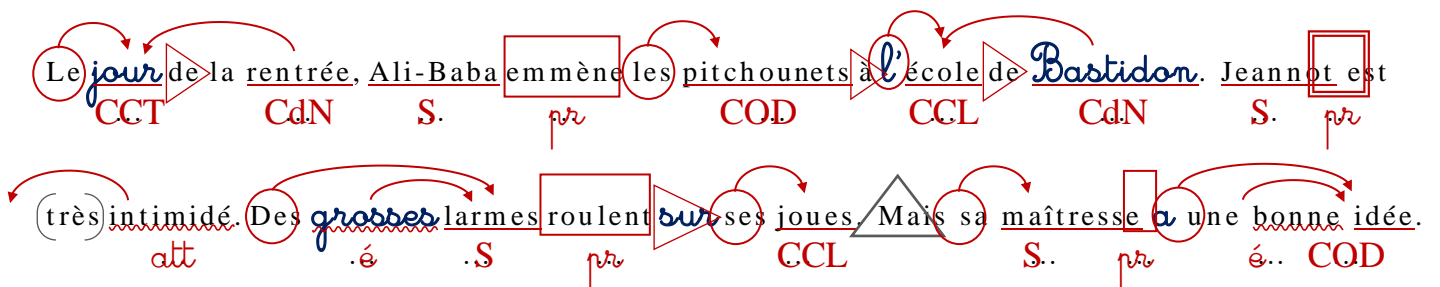 Le jour de la rentrée, Ali-Baba emmène les pitchounets à l'école de Bastidon. Jeannot est
CCT CdN S pr COD CCL CdN S pr
(très) intimidé. Des grosses larmes roulent sur ses joues. Mais sa maîtresse a une bonne idée.
att é S pr CCL S pr é COD